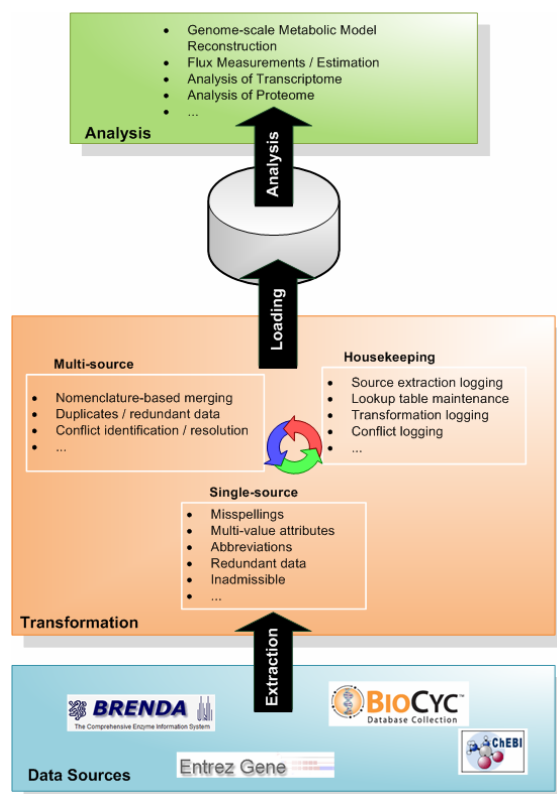 • Genome-scale Metabolic Model
Reconstruction
• Flux Measurements / Estimation
• Analysis of Transcriptome
• Analysis of Proteome
• ...
Analysis
Analysis
Loading
Multi-source
• Nomenclature-based merging
• Duplicates / redundant data
• Conflict identification / resolution
• ...
Housekeeping
• Source extraction logging
• Lookup table maintenance
• Transformation logging
• Conflict logging
• ...
Single-source
• Misspellings
• Multi-value attributes
• Abbreviations
• Redundant data
• Inadmissible
• ...
Transformation
Extraction
BRENDA
The Comprehensive Enzyme Information System
BIOCYC™
Database Collection
ChEBI
Entrez Gene
Data Sources